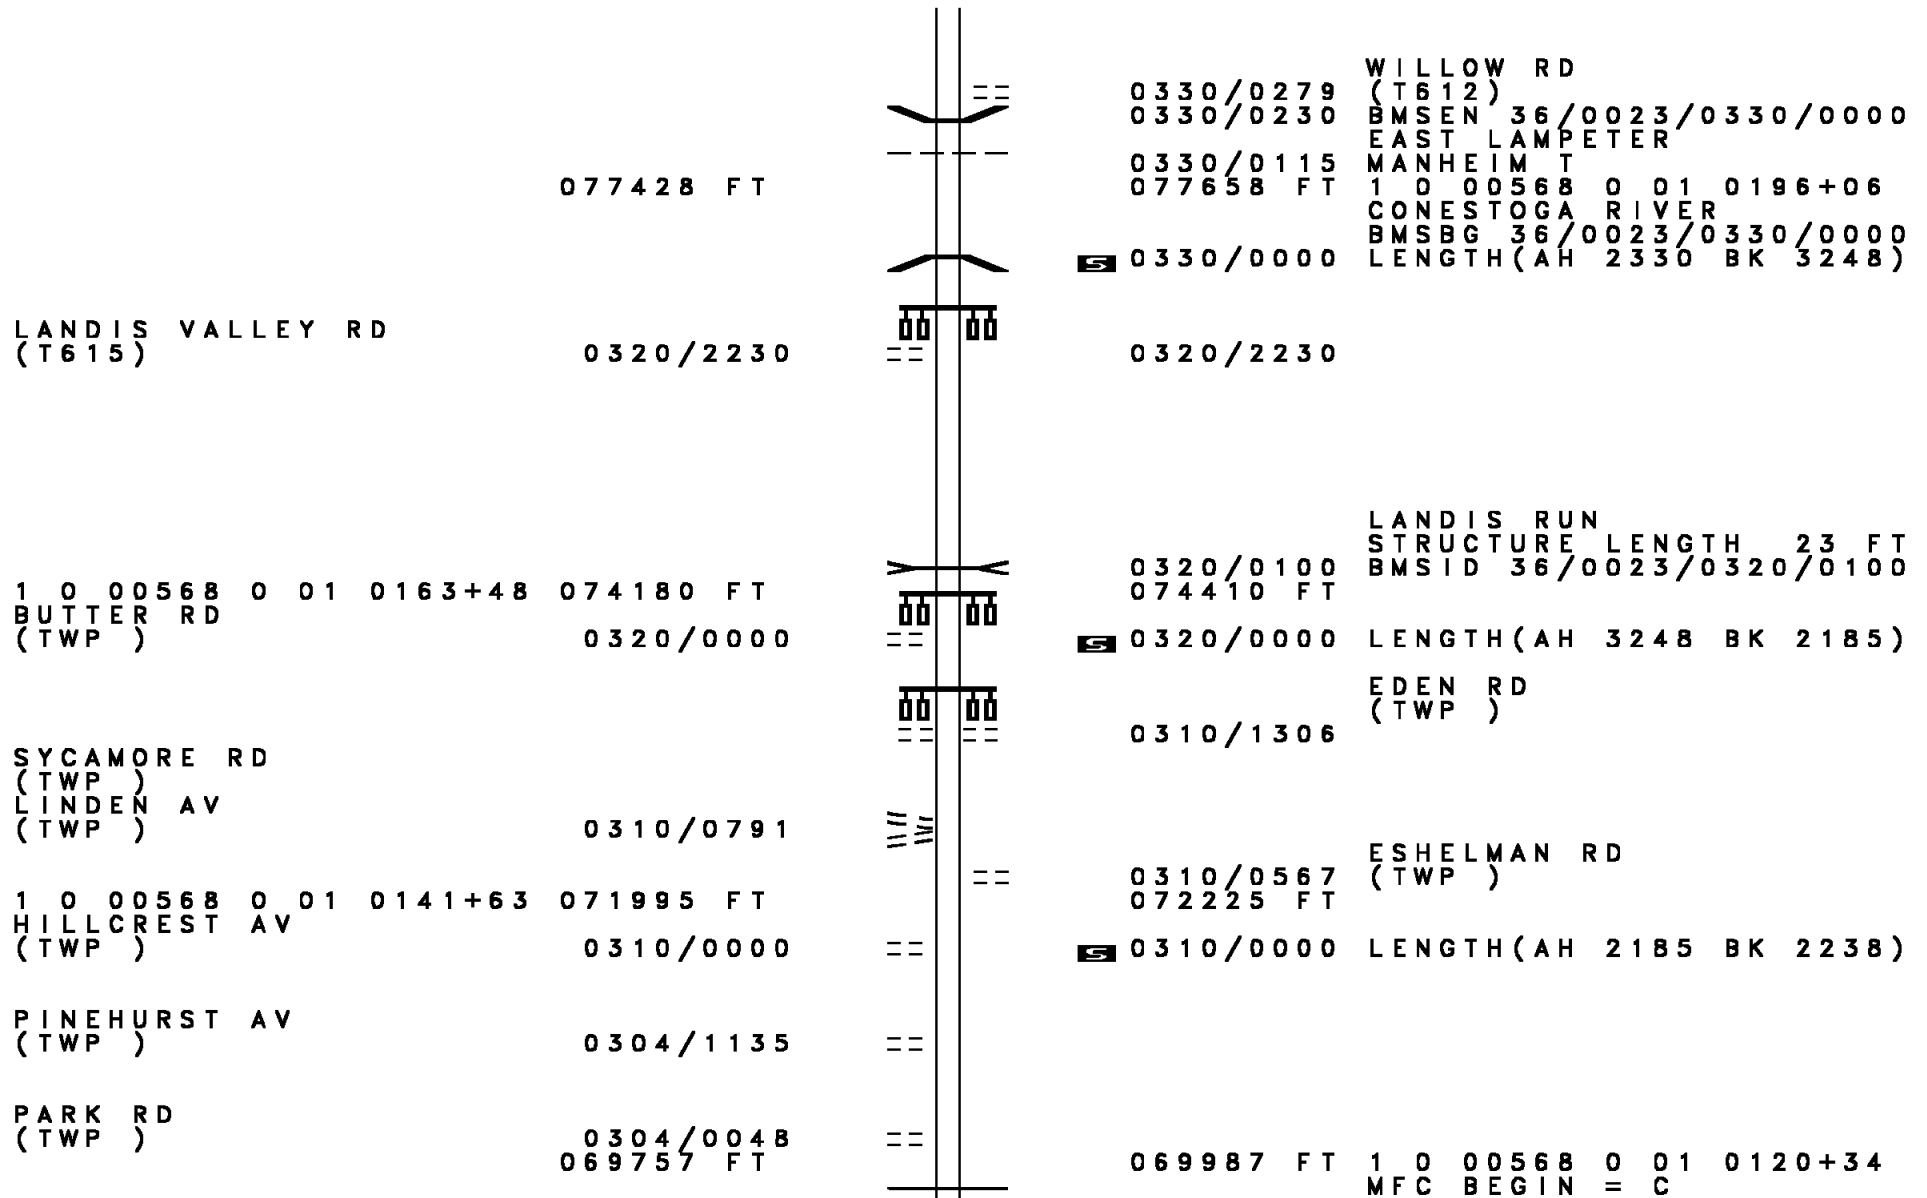 WILLOW RD
0330/0279 (T612)
0330/0230 BMSEN 36/0023/0330/0000
EAST LAMPETER
0330/0115 MANHEIM T
077428 FT 077658 FT 1 0 00568 0 01 0196+06
CONESTOGA RIVER
BMSBG 36/0023/0330/0000
S 0330/0000 LENGTH(AH 2330 BK 3248)
LANDIS VALLEY RD
(T615) 0320/2230 0320/2230
LANDIS RUN
STRUCTURE LENGTH 23 FT
0320/0100 BMSID 36/0023/0320/0100
1 0 00568 0 01 0163+48 074180 FT 074410 FT
BUTTER RD
(TWP ) 0320/0000 S 0320/0000 LENGTH(AH 3248 BK 2185)
EDEN RD
(TWP )
0310/1306
SYCAMORE RD
(TWP )
LINDEN AV
(TWP ) 0310/0791
ESHELMAN RD
0310/0567 (TWP )
1 0 00568 0 01 0141+63 071995 FT 072225 FT
HILLCREST AV
(TWP ) 0310/0000 S 0310/0000 LENGTH(AH 2185 BK 2238)
PINEHURST AV
(TWP ) 0304/1135
PARK RD
(TWP ) 0304/0048
069757 FT 069987 FT 1 0 00568 0 01 0120+34
MFC BEGIN = C